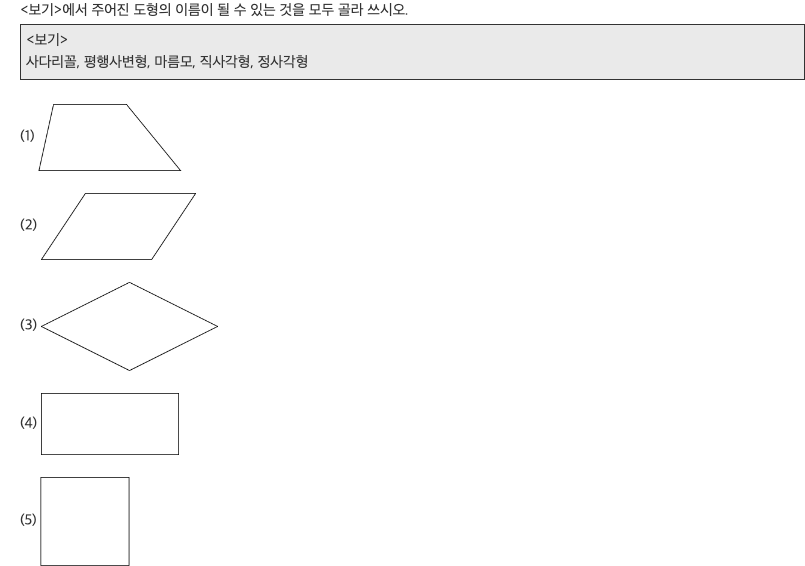 <보기>에서 주어진 도형의 이름이 될 수 있는 것을 모두 골라 쓰시오.
<보기>
사다리꼴, 평행사변형, 마름모, 직사각형, 정사각형
(1)
(2)
(3)
(4)
(5)